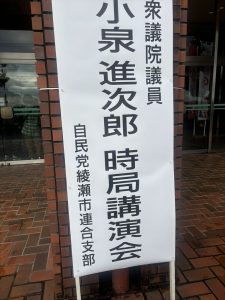 衆議院議員
小泉進次郎 時局講演会
自民党綾瀬市連合支部